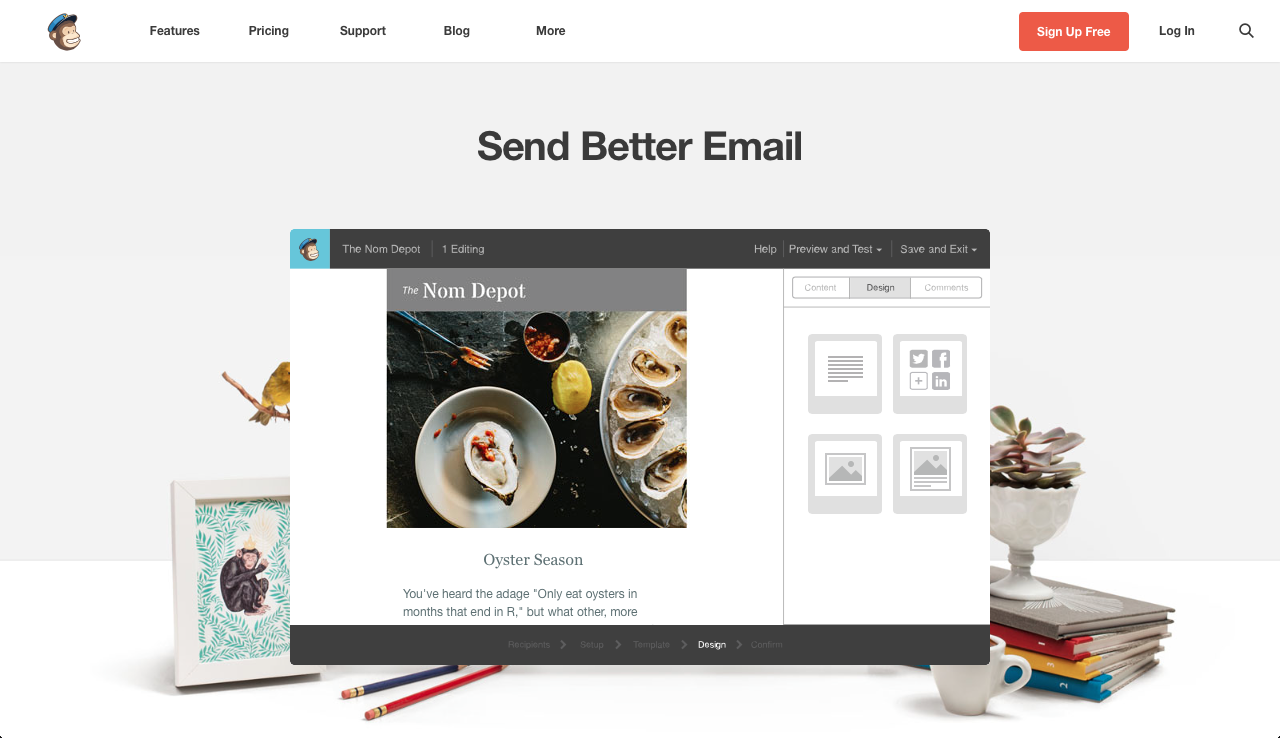 Features Pricing Support Blog More Sign Up Free Log In
Send Better Email
The Nom Depot 1 Editing Help Preview and Test Save and Exit
The Nom Depot
Content Design Comments
Oyster Season
You've heard the adage "Only eat oysters in
months that end in R," but what other, more
Recipients Setup Template Design Confirm
2